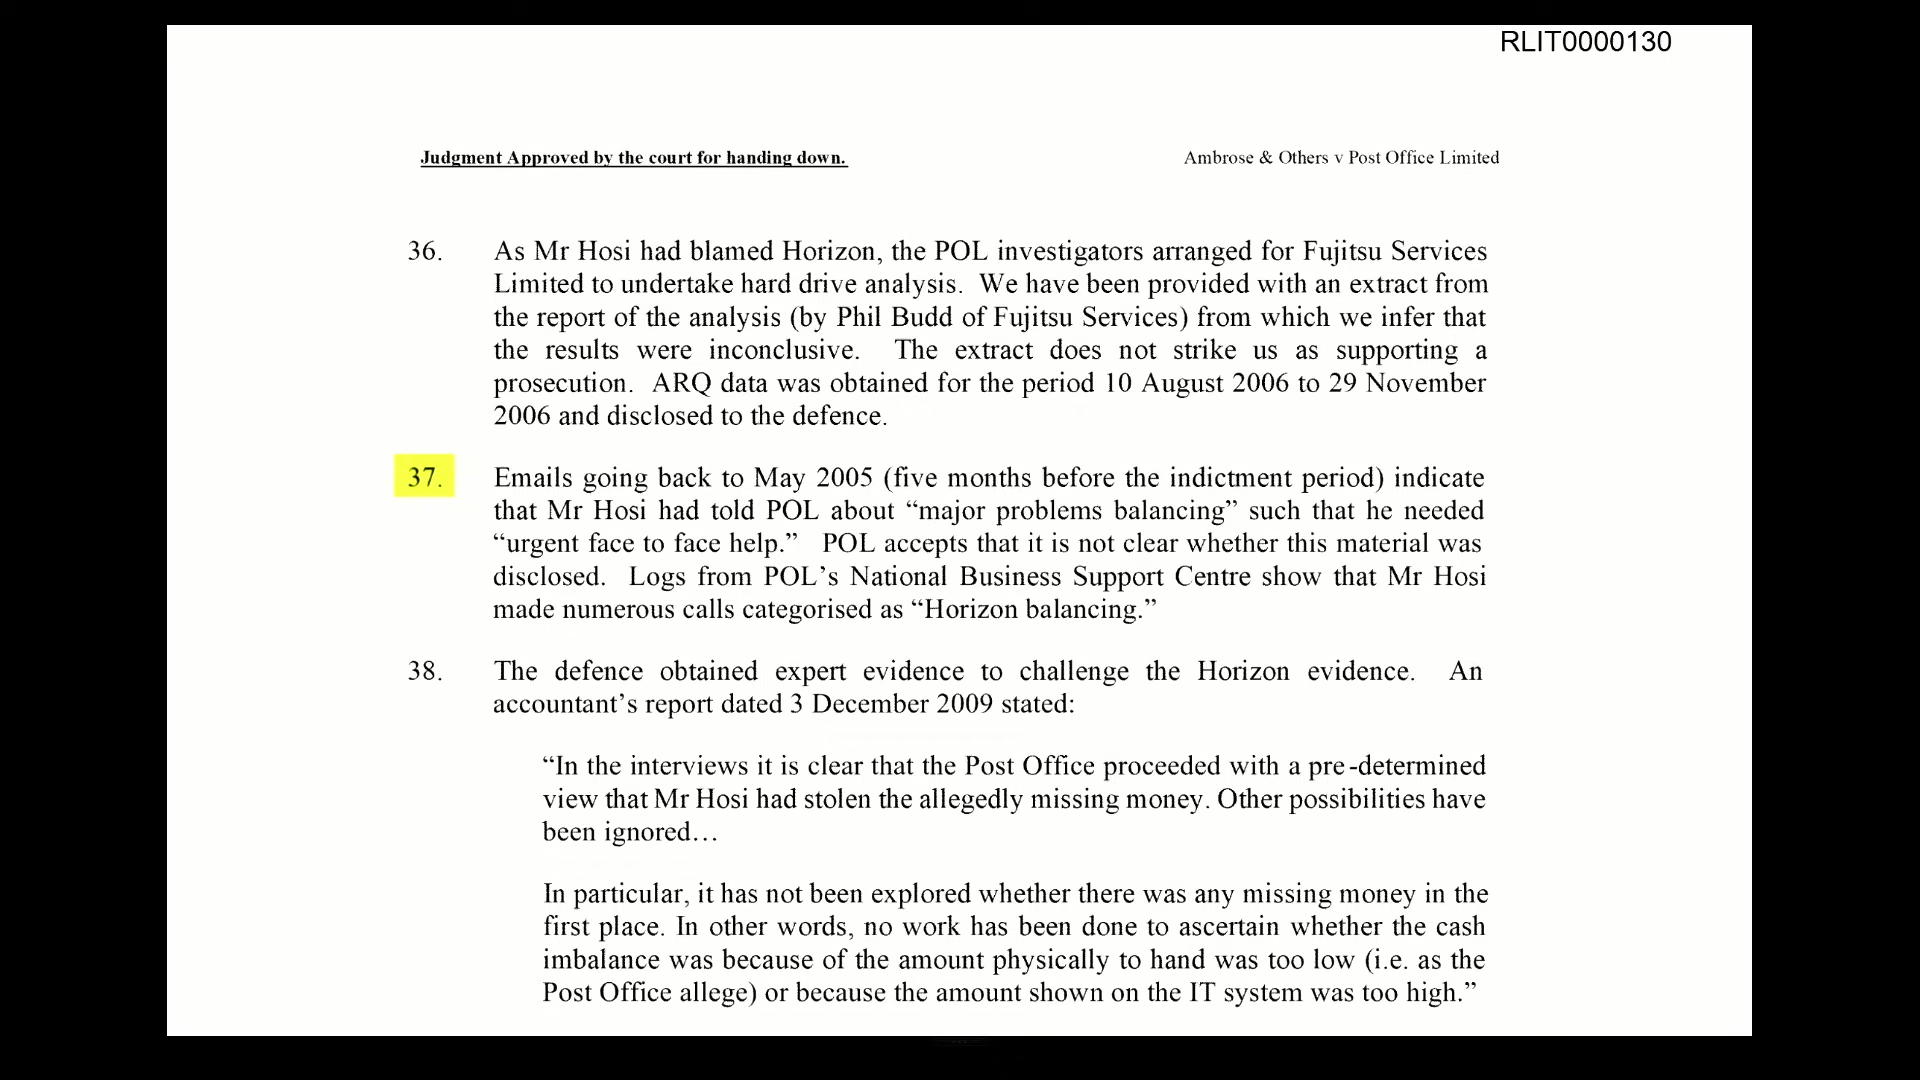 RLIT0000130
Judgment Approved by the court for handing down.
Ambrose & Others v Post Office Limited
36. As Mr Hosi had blamed Horizon, the POL investigators arranged for Fujitsu Services
Limited to undertake hard drive analysis. We have been provided with an extract from
the report of the analysis (by Phil Budd of Fujitsu Services) from which we infer that
the results were inconclusive. The extract does not strike us as supporting a
prosecution. ARQ data was obtained for the period 10 August 2006 to 29 November
2006 and disclosed to the defence.
37. Emails going back to May 2005 (five months before the indictment period) indicate
that Mr Hosi had told POL about “major problems balancing” such that he needed
“urgent face to face help.” POL accepts that it is not clear whether this material was
disclosed. Logs from POL’s National Business Support Centre show that Mr Hosi
made numerous calls categorised as “Horizon balancing.”
38. The defence obtained expert evidence to challenge the Horizon evidence. An
accountant’s report dated 3 December 2009 stated:
“In the interviews it is clear that the Post Office proceeded with a pre-determined
view that Mr Hosi had stolen the allegedly missing money. Other possibilities have
been ignored…
In particular, it has not been explored whether there was any missing money in the
first place. In other words, no work has been done to ascertain whether the cash
imbalance was because of the amount physically to hand was too low (i.e. as the
Post Office allege) or because the amount shown on the IT system was too high.”